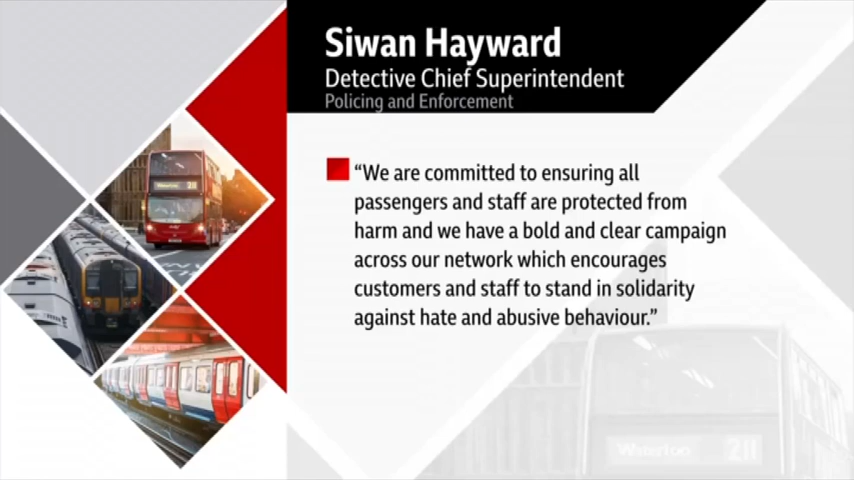 Siwan Hayward
Detective Chief Superintendent
Policing and Enforcement
“We are committed to ensuring all
passengers and staff are protected from
harm and we have a bold and clear campaign
across our network which encourages
customers and staff to stand in solidarity
against hate and abusive behaviour.”
Waterloo 211